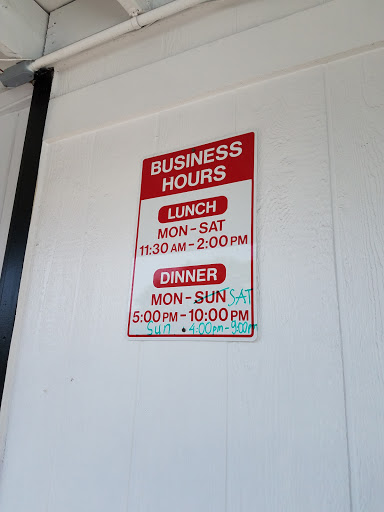 BUSINESS
HOURS
LUNCH
MON - SAT
11:30 AM - 2:00 PM
DINNER
MON - SUN SAT
5:00 PM - 10:00 PM
Sun • 4:00pm - 9:00pm